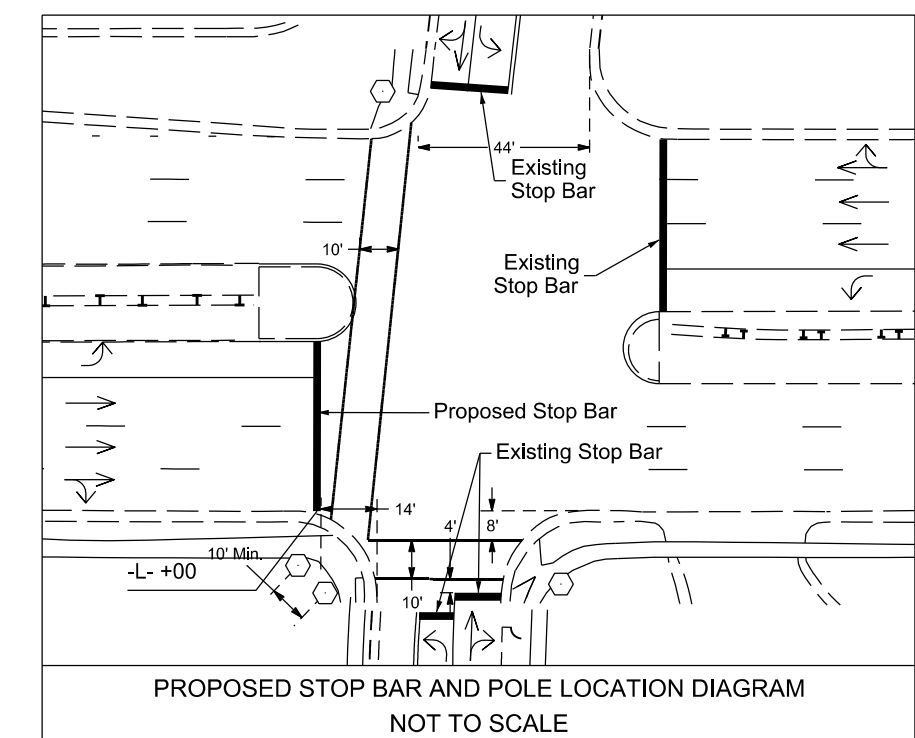 44'
Existing
Stop Bar
10'
Existing
Stop Bar
Proposed Stop Bar
Existing Stop Bar
14'
4'
8'
10' Min.
-L- +00
10'
PROPOSED STOP BAR AND POLE LOCATION DIAGRAM
NOT TO SCALE